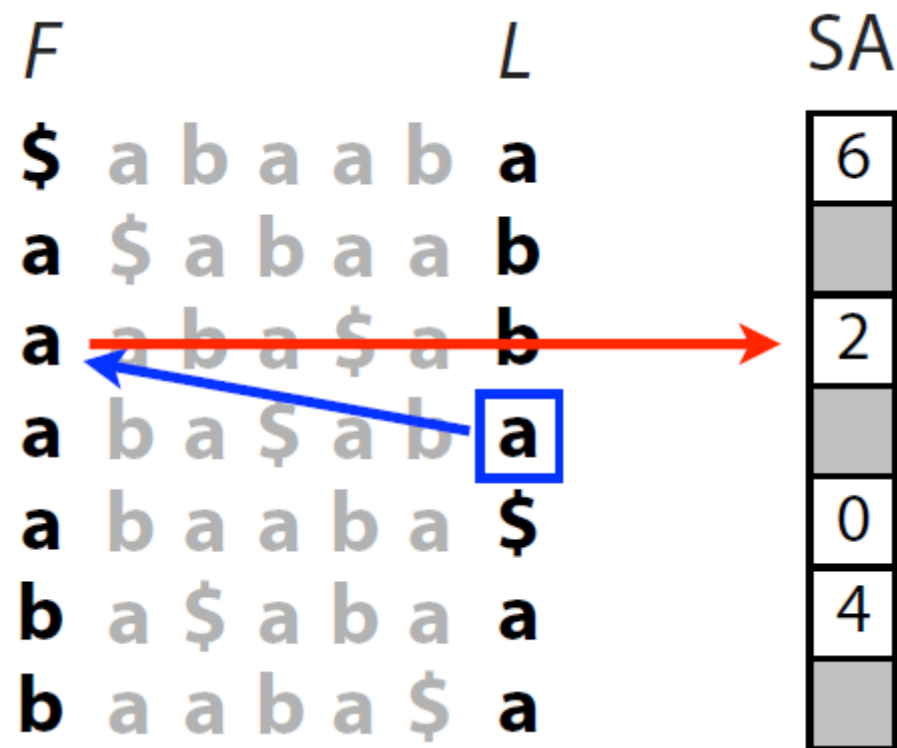 F L SA
$ a b a a b a 6
a $ a b a a b
a a b a $ a b 2
a b a $ a b a
a b a a b a $ 0
b a $ a b a a 4
b a a b a $ a